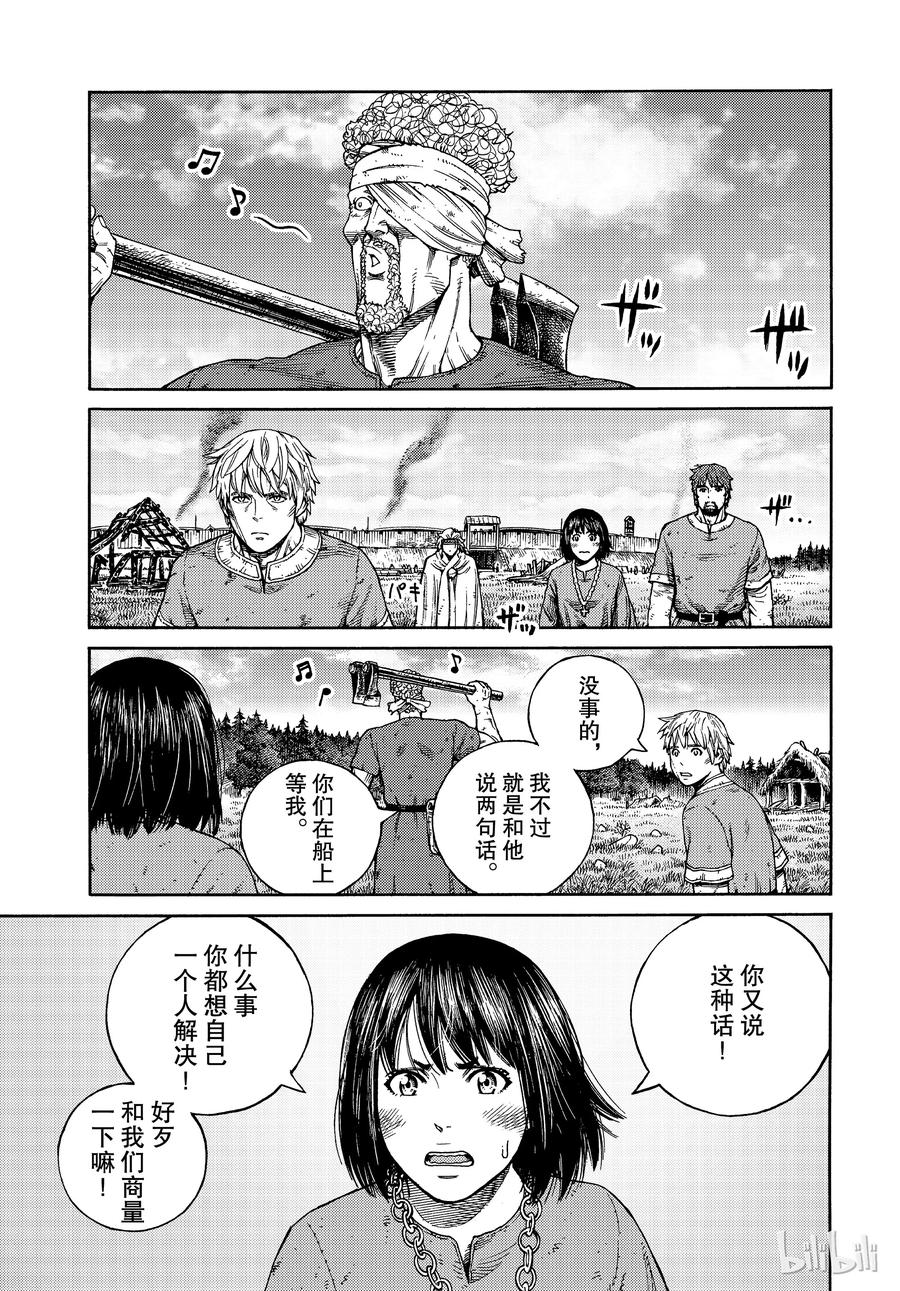 ザッ
ザッ
ザ…
パキ
ザッ
没事的，
我不过
就是和他
说两句话。
你们在船上
等我。
你又说
这种话！
什么事
你都想自己
一个人解决！
好歹
和我们商量
一下嘛！
bilibili